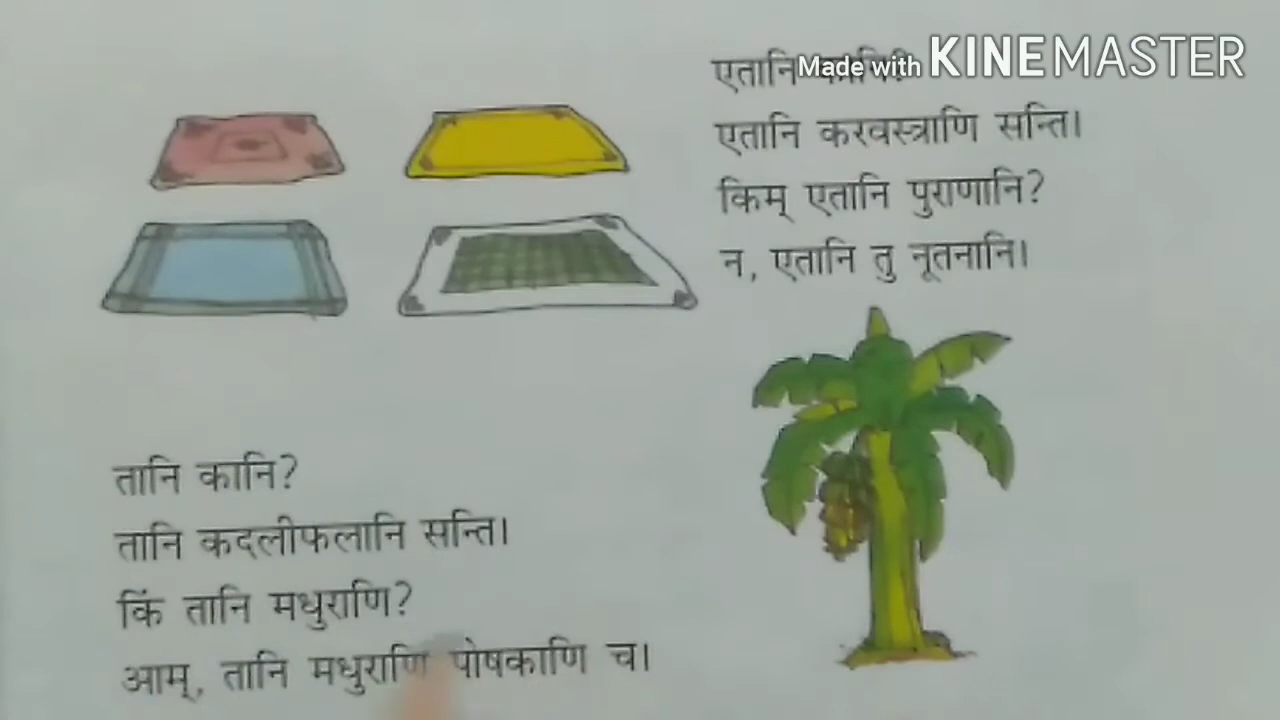 Made with KINEMASTER
एतानि
एतानि करवस्त्राणि सन्ति।
किम् एतानि पुराणानि?
न, एतानि तु नूतनानि।
तानि कानि?
तानि कदलीफलानि सन्ति।
किं तानि मधुराणि?
आम्, तानि मधुराणि पोषकाणि च।